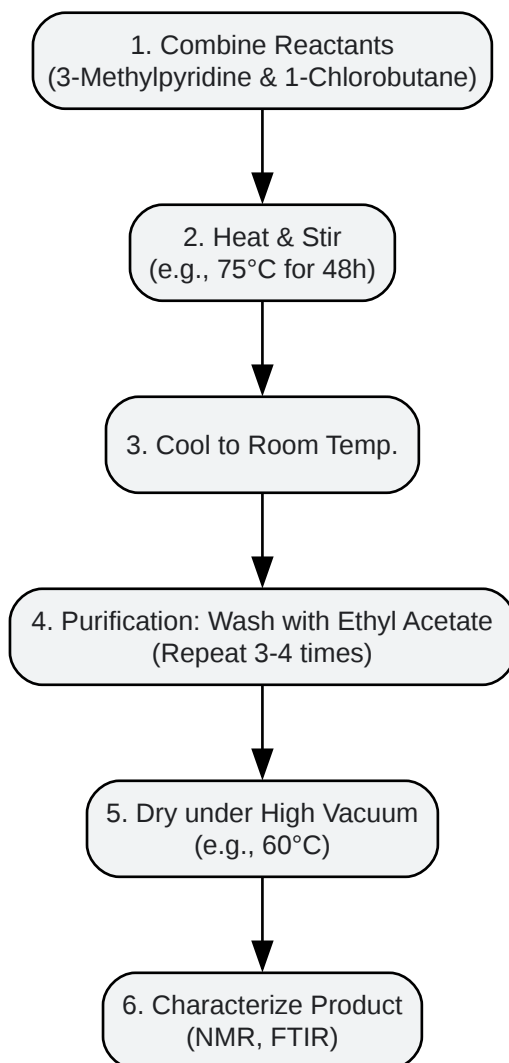 1. Combine Reactants
(3-Methylpyridine & 1-Chlorobutane)
2. Heat & Stir
(e.g., 75°C for 48h)
3. Cool to Room Temp.
4. Purification: Wash with Ethyl Acetate
(Repeat 3-4 times)
5. Dry under High Vacuum
(e.g., 60°C)
6. Characterize Product
(NMR, FTIR)